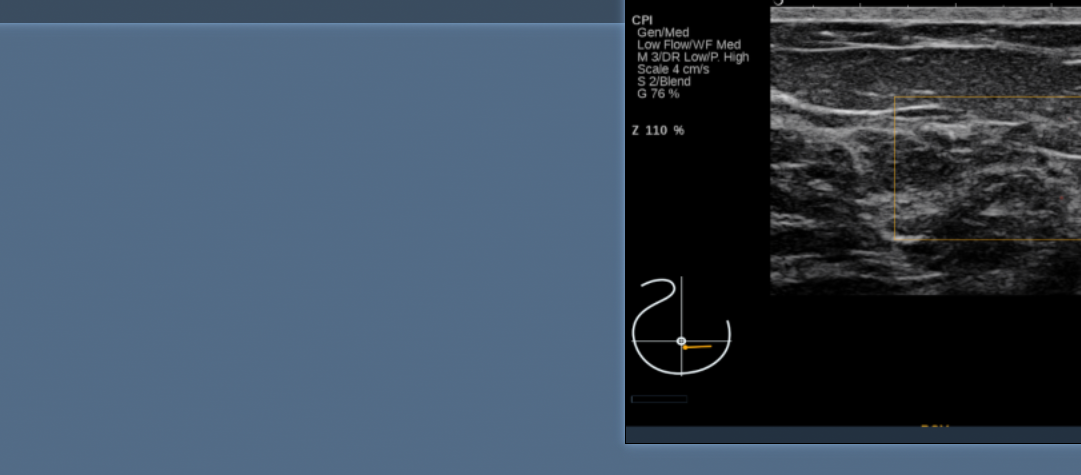 CPI
Gen/Med
Low Flow/WF Med
M 3/DR Low/P. High
Scale 4 cm/s
S 2/Blend
G 76 %
Z 110 %